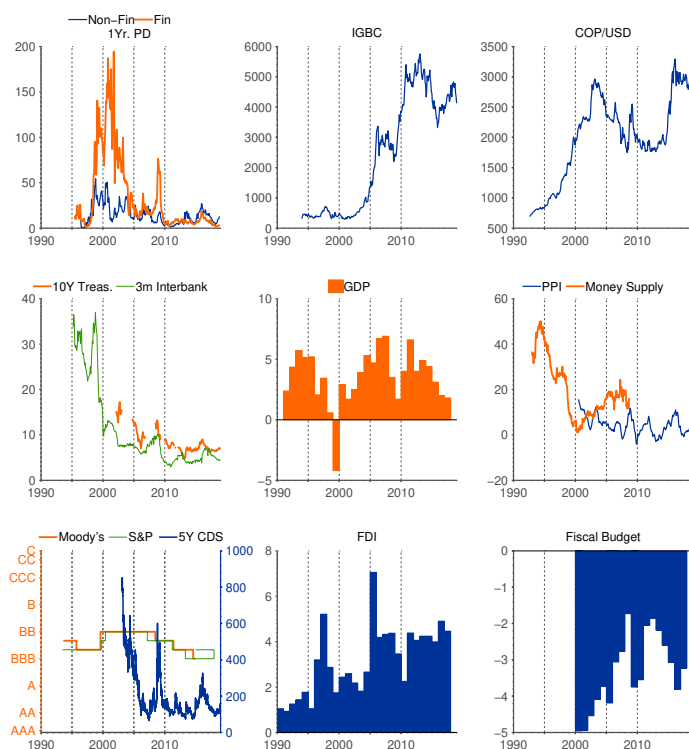 Non-Fin Fin
1Yr. PD
200
150
100
50
0
1990 2000 2010
IGBC
6000
5000
4000
3000
2000
1000
0
1990 2000 2010
COP/USD
3500
3000
2500
2000
1500
1000
500
1990 2000 2010
10Y Treas. 3m Interbank
40
30
20
10
0
1990 2000 2010
GDP
10
5
0
−5
1990 2000 2010
PPI Money Supply
60
40
20
0
−20
1990 2000 2010
Moody's S&P 5Y CDS
C
CC
CCC
B
BB
BBB
A
AA
AAA
1000
800
600
400
200
0
1990 2000 2010
FDI
8
6
4
2
0
1990 2000 2010
Fiscal Budget
0
−1
−2
−3
−4
−5
1990 2000 2010